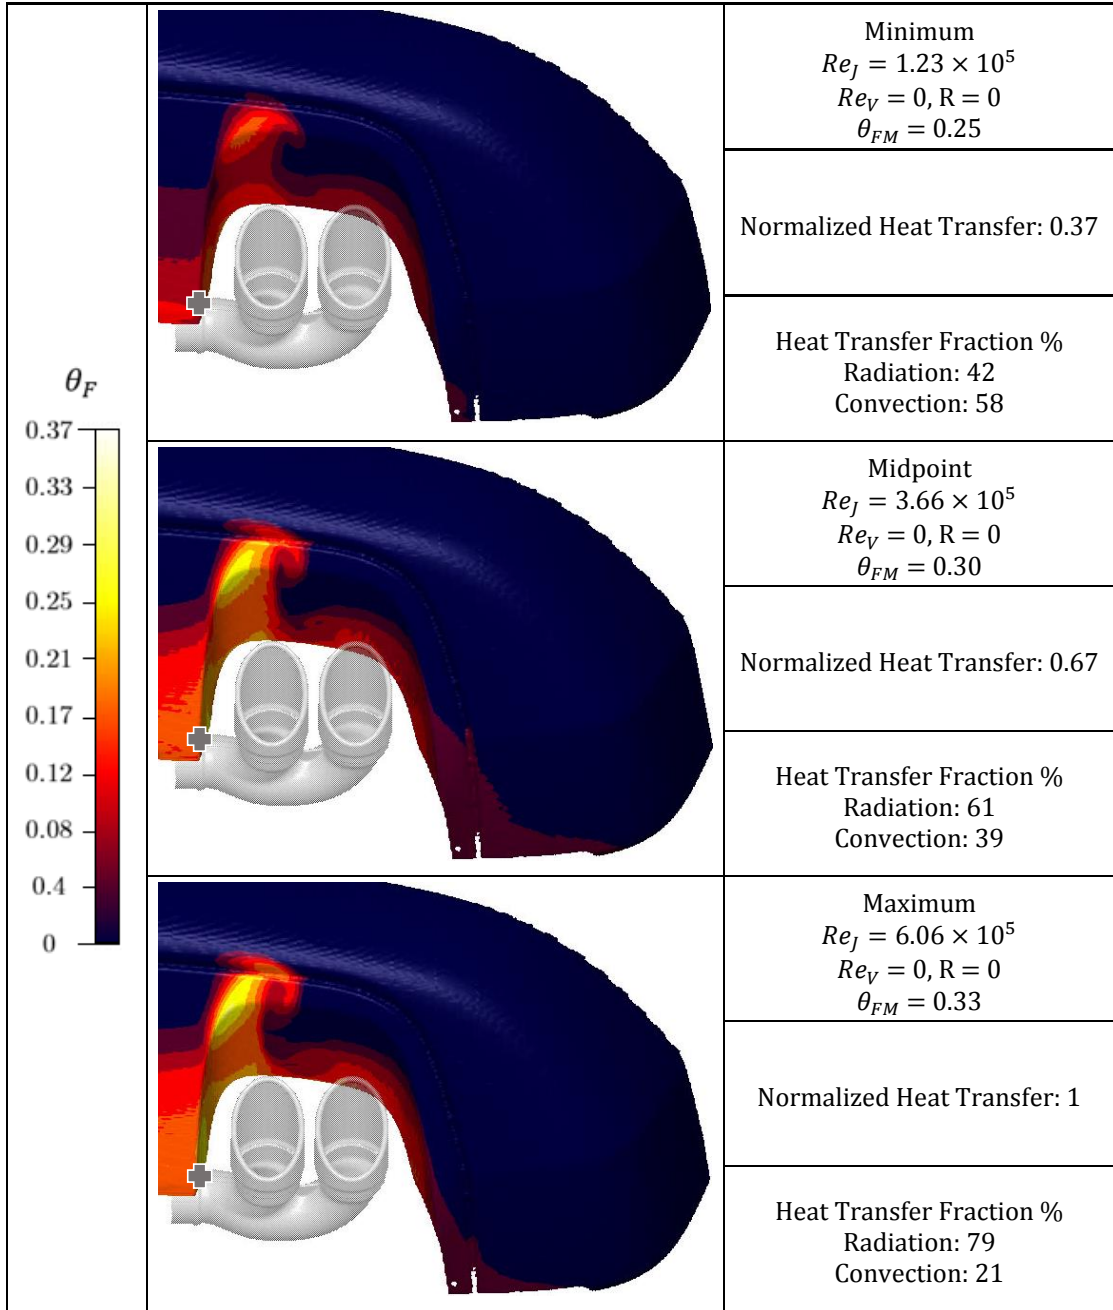 θ_F
0.37
0.33
0.29
0.25
0.21
0.17
0.12
0.08
0.4
0
Minimum
Re_J = 1.23 × 10^5
Re_V = 0, R = 0
θ_FM = 0.25
Normalized Heat Transfer: 0.37
Heat Transfer Fraction %
Radiation: 42
Convection: 58
Midpoint
Re_J = 3.66 × 10^5
Re_V = 0, R = 0
θ_FM = 0.30
Normalized Heat Transfer: 0.67
Heat Transfer Fraction %
Radiation: 61
Convection: 39
Maximum
Re_J = 6.06 × 10^5
Re_V = 0, R = 0
θ_FM = 0.33
Normalized Heat Transfer: 1
Heat Transfer Fraction %
Radiation: 79
Convection: 21